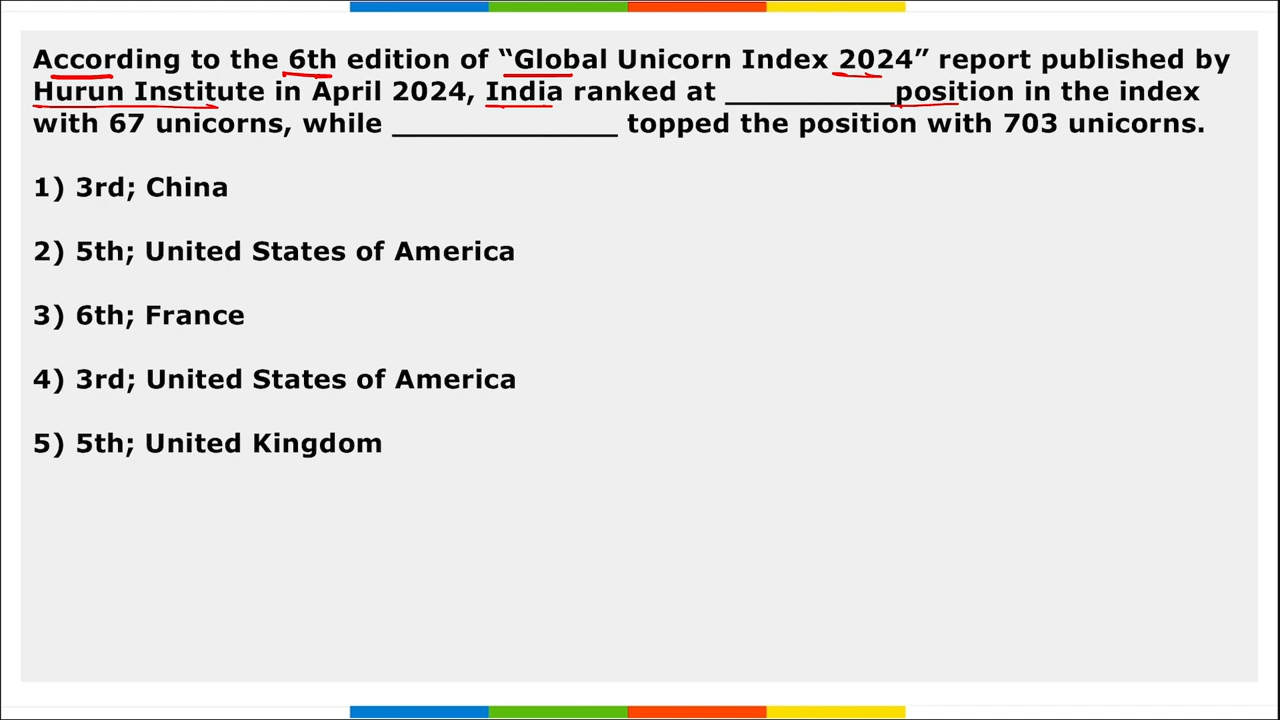 According to the 6th edition of “Global Unicorn Index 2024” report published by
Hurun Institute in April 2024, India ranked at __________position in the index
with 67 unicorns, while ______________ topped the position with 703 unicorns.
1) 3rd; China
2) 5th; United States of America
3) 6th; France
4) 3rd; United States of America
5) 5th; United Kingdom